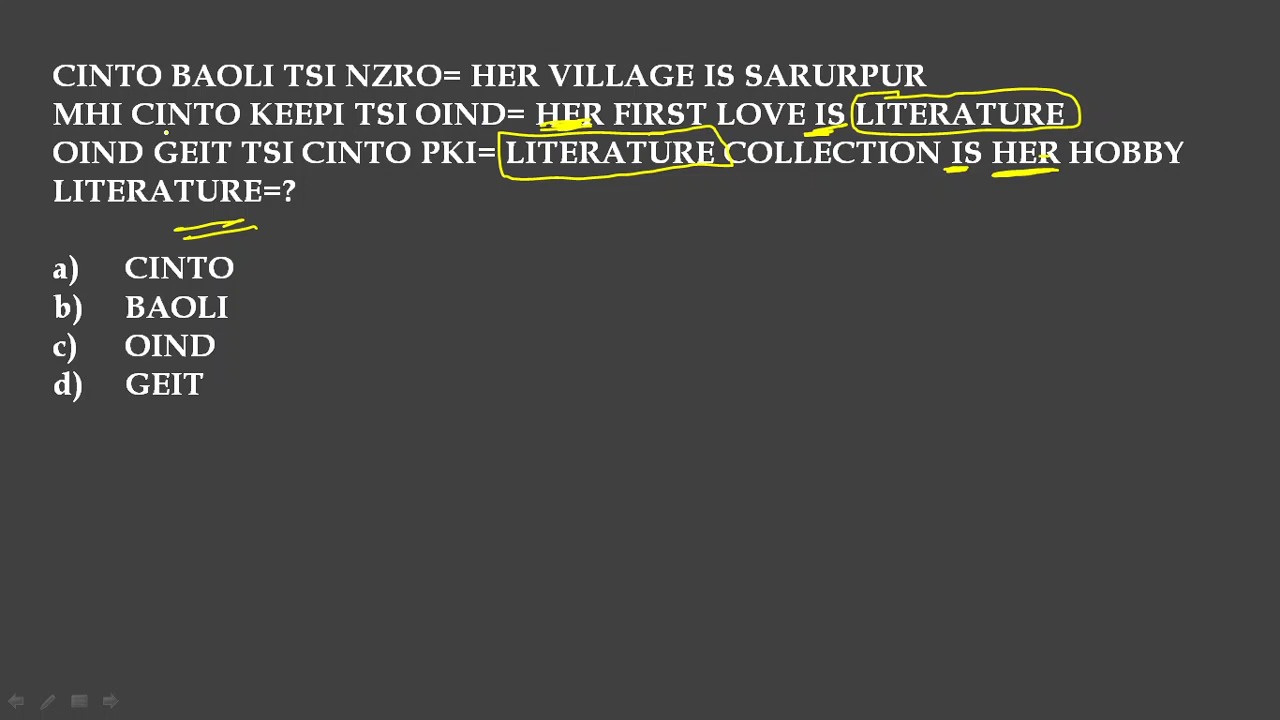 CINTO BAOLI TSI NZRO= HER VILLAGE IS SARURPUR
MHI CINTO KEEPI TSI OIND= HER FIRST LOVE IS LITERATURE
OIND GEIT TSI CINTO PKI= LITERATURE COLLECTION IS HER HOBBY
LITERATURE=?
a) CINTO
b) BAOLI
c) OIND
d) GEIT